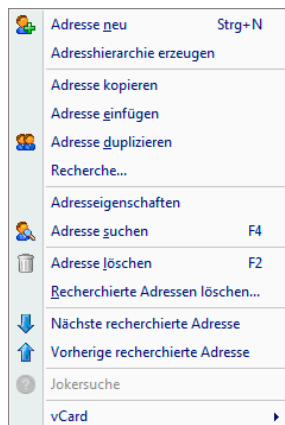 Adresse neu Strg+N
Adresshierarchie erzeugen
Adresse kopieren
Adresse einfügen
Adresse duplizieren
Recherche...
Adresseigenschaften
Adresse suchen F4
Adresse löschen F2
Recherchierte Adressen löschen...
Nächste recherchierte Adresse
Vorherige recherchierte Adresse
Jokersuche
vCard